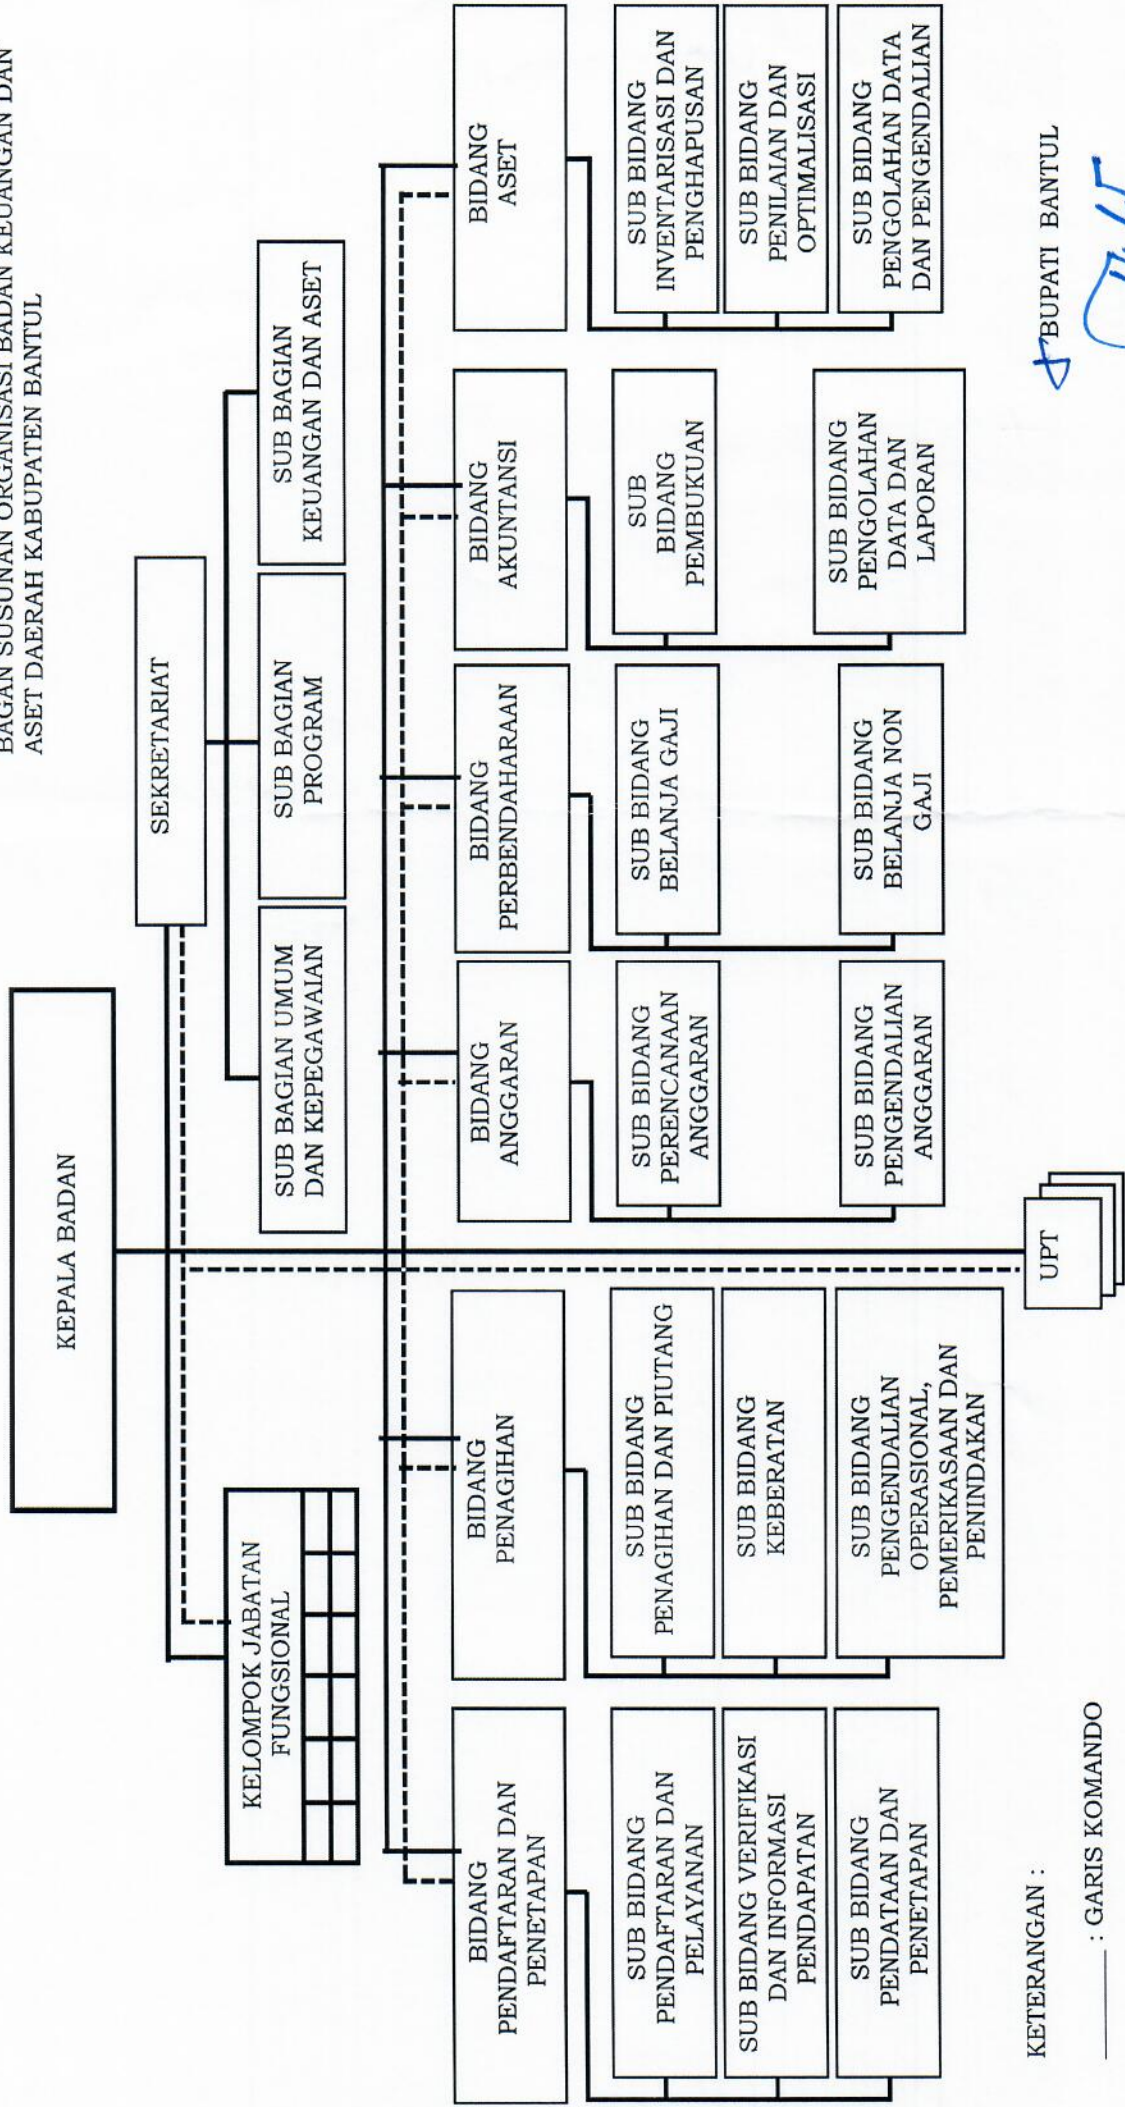 BAGAN SUSUNAN ORGANISASI BADAN KEUANGAN DAN
ASET DAERAH KABUPATEN BANTUL
KEPALA BADAN
SEKRETARIAT
KELOMPOK JABATAN
FUNGSIONAL
SUB BAGIAN UMUM
DAN KEPEGAWAIAN
SUB BAGIAN
PROGRAM
SUB BAGIAN
KEUANGAN DAN ASET
BIDANG
PENDAFTARAN DAN
PENETAPAN
SUB BIDANG
PENDAFTARAN DAN
PELAYANAN
SUB BIDANG VERIFIKASI
DAN INFORMASI
PENDAPATAN
SUB BIDANG
PENDATAAN DAN
PENETAPAN
BIDANG
PENAGIHAN
SUB BIDANG
PENAGIHAN DAN PIUTANG
SUB BIDANG
KEBERATAN
SUB BIDANG
PENGENDALIAN
OPERASIONAL,
PEMERIKASAAN DAN
PENINDAKAN
BIDANG
ANGGARAN
SUB BIDANG
PERENCANAAN
ANGGARAN
SUB BIDANG
PENGENDALIAN
ANGGARAN
BIDANG
PERBENDAHARAAN
SUB BIDANG
BELANJA GAJI
SUB BIDANG
BELANJA NON
GAJI
BIDANG
AKUNTANSI
SUB
BIDANG
PEMBUKUAN
SUB BIDANG
PENGOLAHAN
DATA DAN
LAPORAN
BIDANG
ASET
SUB BIDANG
INVENTARISASI DAN
PENGHAPUSAN
SUB BIDANG
PENILAIAN DAN
OPTIMALISASI
SUB BIDANG
PENGOLAHAN DATA
DAN PENGENDALIAN
UPT
KETERANGAN :
: GARIS KOMANDO
BUPATI BANTUL